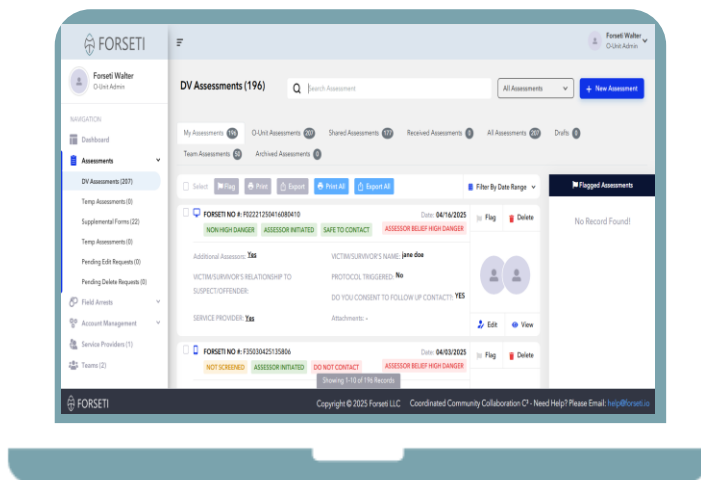 FORSETI
Forseti Walter
O-Unit Admin
Forseti Walter
O-Unit Admin
DV Assessments (196)
Search Assessment
All Assessments
+ New Assessment
NAVIGATION
Dashboard
Assessments
DV Assessments (207)
Temp Assessments (0)
Supplemental Forms (22)
Temp Assessments (0)
Pending Edit Requests (0)
Pending Delete Requests (0)
Field Arrests
Account Management
Service Providers (1)
Teams (2)
My Assessments 196 O-Unit Assessments 207 Shared Assessments 177 Received Assessments 0 All Assessments 207 Drafts 0
Team Assessments 50 Archived Assessments 0
Select Flag Print Export Print All Export All Filter By Date Range
Flagged Assessments
No Record Found!
FORSETI NO #: F022212504160804​10 Date: 04/16/2025 Flag Delete
NON HIGH DANGER ASSESSOR INITIATED SAFE TO CONTACT ASSESSOR BELIEF HIGH DANGER
Additional Assessors: Yes VICTIM/SURVIVOR'S NAME: jane doe
VICTIM/SURVIVOR'S RELATIONSHIP TO SUSPECT/OFFENDER: PROTOCOL TRIGGERED: No
DO YOU CONSENT TO FOLLOW UP CONTACT?: YES
SERVICE PROVIDER: Yes Attachments: -
Edit View
FORSETI NO #: F35030425135806 Date: 04/03/2025 Flag Delete
NOT SCREENED ASSESSOR INITIATED DO NOT CONTACT ASSESSOR BELIEF HIGH DANGER
Showing 1-10 of 196 Records
FORSETI Copyright © 2025 Forseti LLC Coordinated Community Collaboration C³ - Need Help? Please Email: help@forseti.io